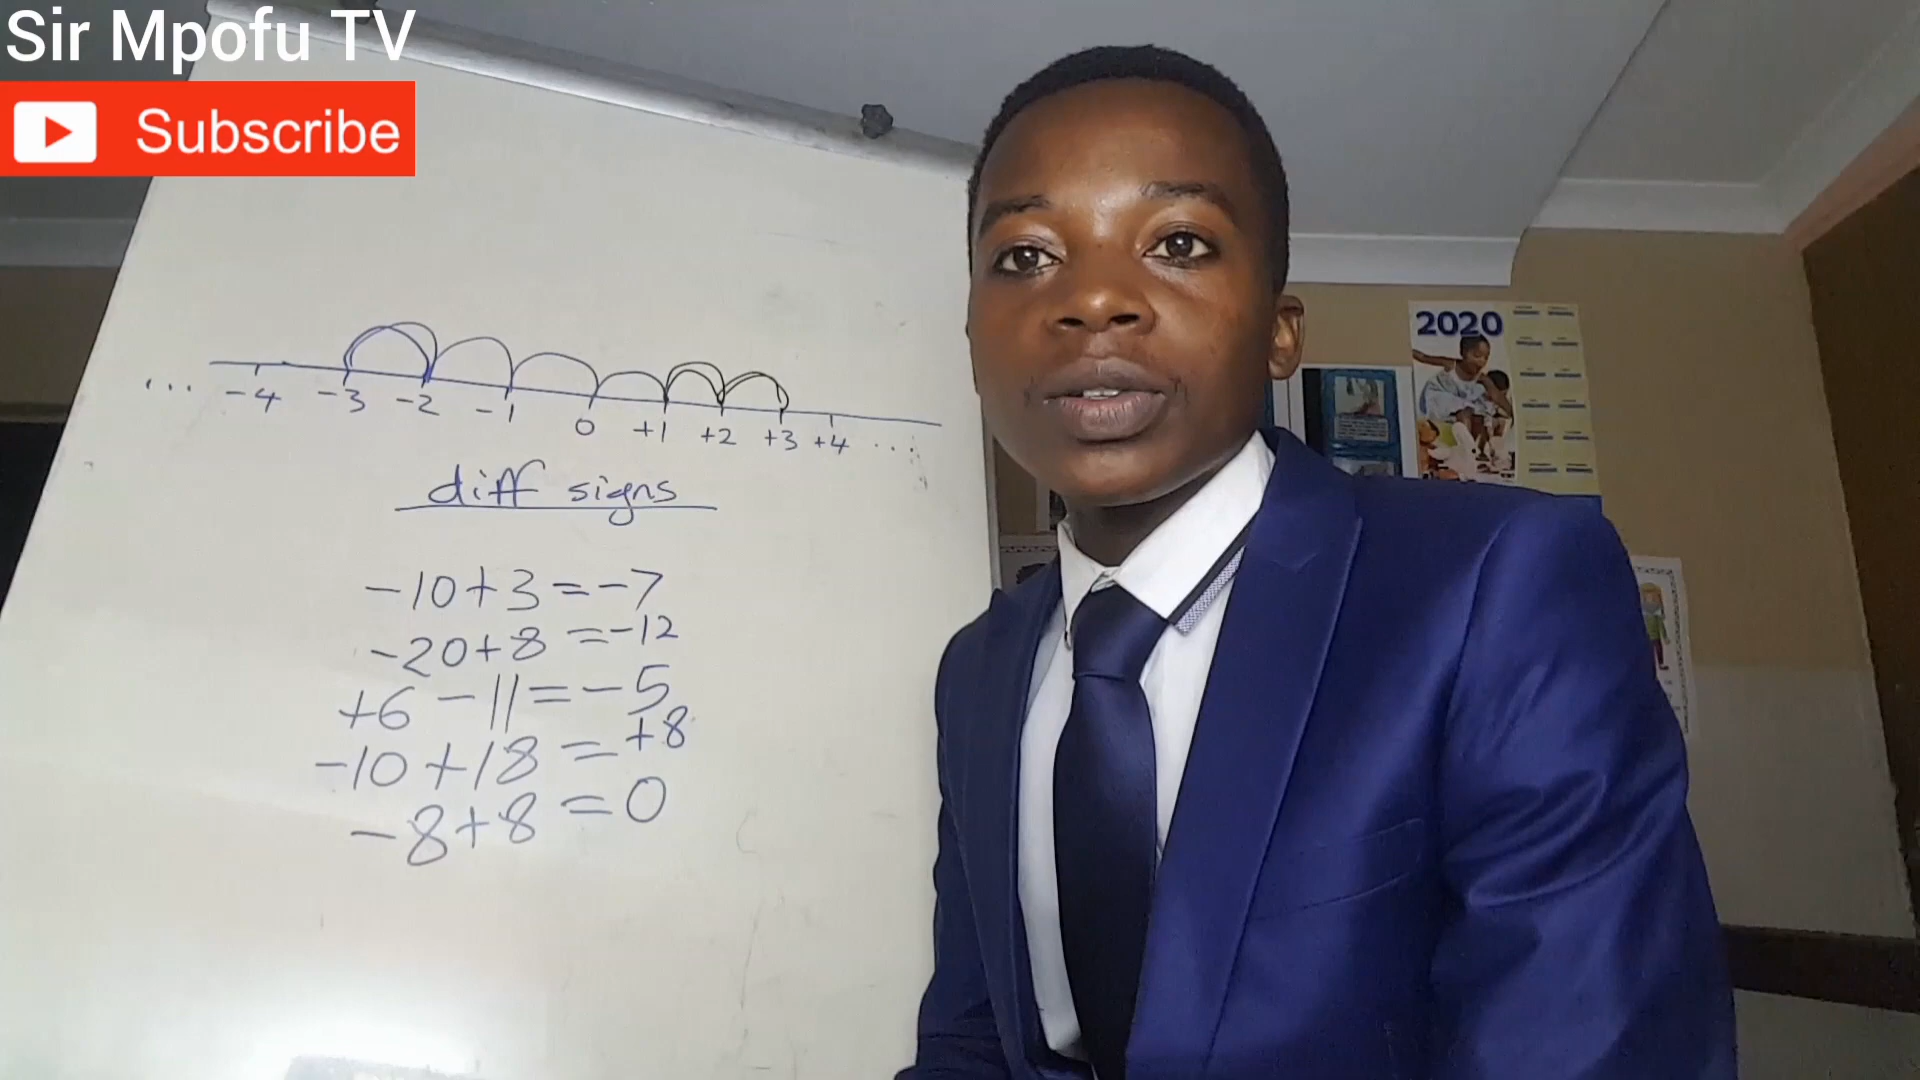 Sir Mpofu TV
Subscribe
2020
... -4 -3 -2 -1 0 +1 +2 +3 +4 ...
diff signs
-10+3=-7
-20+8=-12
+6-11=-5
-10+18=+8
-8+8=0